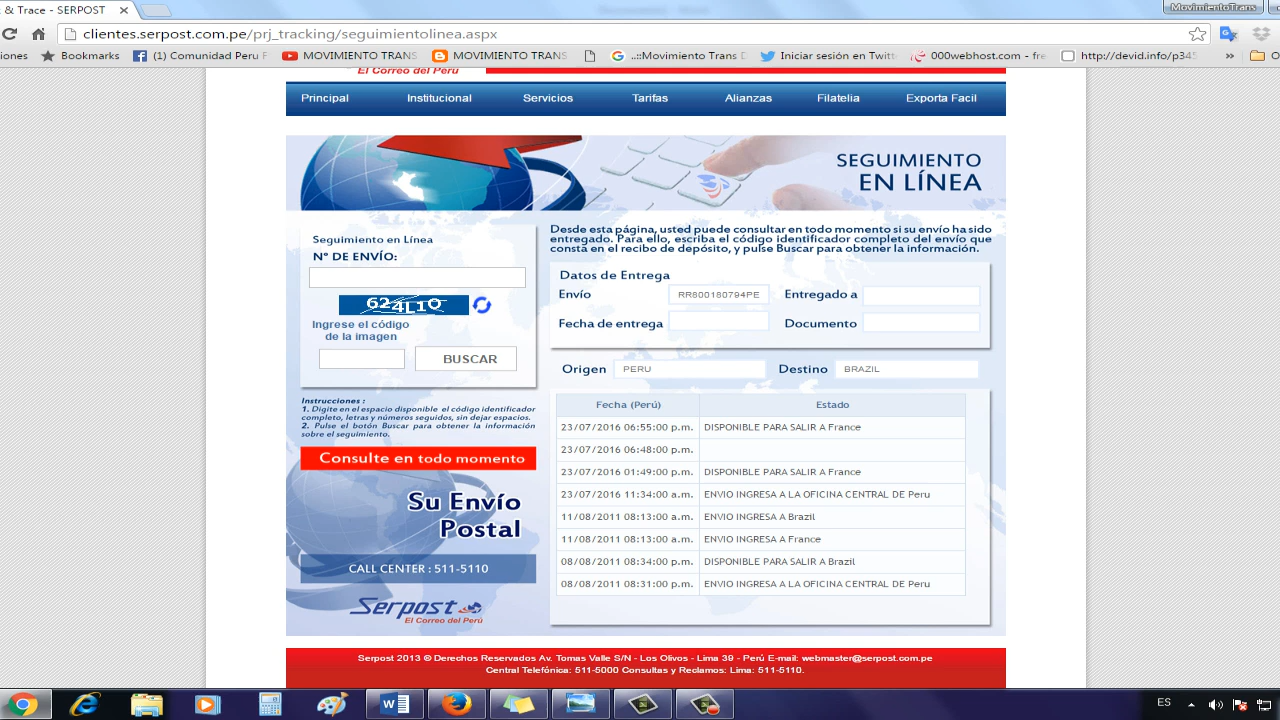 & Trace - SERPOST
MovimientoTrans
clientes.serpost.com.pe/prj_tracking/seguimientolinea.aspx
iones
Comunidad Peru F
MOVIMIENTO TRANS
MOVIMIENTO TRANS
..::Movimiento Trans D
Iniciar sesión en Twitt
000webhost.com - fre
http://devid.info/p345
»
El Correo del Perú
Principal
Institucional
Servicios
Tarifas
Alianzas
Filatelia
Exporta Facil
SEGUIMIENTO
EN LÍNEA
Seguimiento en Línea
N° DE ENVÍO:
624L1O
Ingrese el código
de la imagen
BUSCAR
Instrucciones :
1. Digite en el espacio disponible el código identificador
completo, letras y números seguidos, sin dejar espacios.
2. Pulse el botón Buscar para obtener la información
sobre el seguimiento.
Consulte en todo momento
Su Envío
Postal
CALL CENTER : 511-5110
Serpost
El Correo del Perú
Desde esta página, usted puede consultar en todo momento si su envío ha sido
entregado. Para ello, escriba el código identificador completo del envío que
consta en el recibo de depósito, y pulse Buscar para obtener la información.
Datos de Entrega
Envío RR800180794PE Entregado a
Fecha de entrega Documento
Origen PERU Destino BRAZIL
Fecha (Perú) Estado
23/07/2016 06:55:00 p.m. DISPONIBLE PARA SALIR A France
23/07/2016 06:48:00 p.m.
23/07/2016 01:49:00 p.m. DISPONIBLE PARA SALIR A France
23/07/2016 11:34:00 a.m. ENVIO INGRESA A LA OFICINA CENTRAL DE Peru
11/08/2011 08:13:00 a.m. ENVIO INGRESA A Brazil
11/08/2011 08:13:00 a.m. ENVIO INGRESA A France
08/08/2011 08:34:00 p.m. DISPONIBLE PARA SALIR A Brazil
08/08/2011 08:31:00 p.m. ENVIO INGRESA A LA OFICINA CENTRAL DE Peru
Serpost 2013 ® Derechos Reservados Av. Tomas Valle S/N - Los Olivos - Lima 39 - Perú E-mail: webmaster@serpost.com.pe
Central Telefónica: 511-5000 Consultas y Reclamos: Lima: 511-5110.
ES